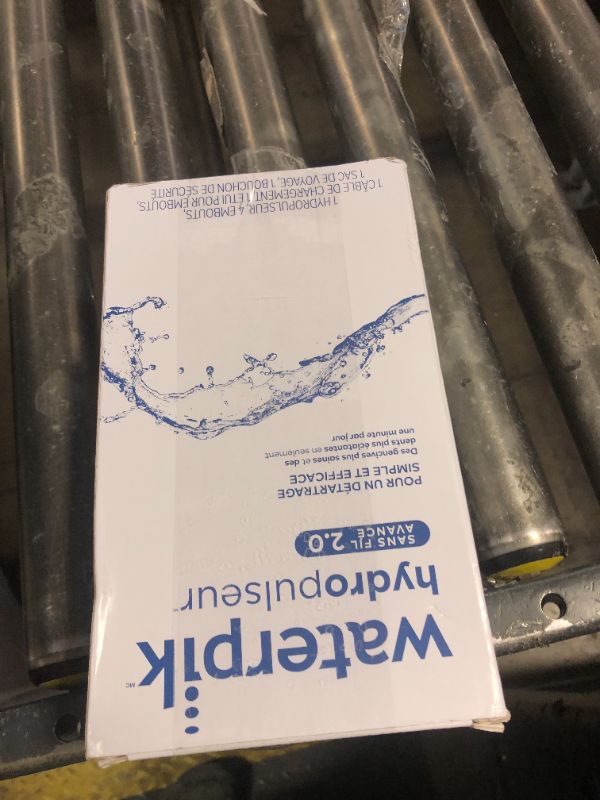 waterpik MC
hydropulseur™
SANS FIL 2.0
AVANCÉ
POUR UN DÉTARTRAGE
SIMPLE ET EFFICACE
Des gencives plus saines et des
dents plus éclatantes en seulement
une minute par jour
1 HYDROPULSEUR, 4 EMBOUTS,
1 CÂBLE DE CHARGEMENT, 1 ÉTUI POUR EMBOUTS,
1 SAC DE VOYAGE, 1 BOUCHON DE SÉCURITÉ